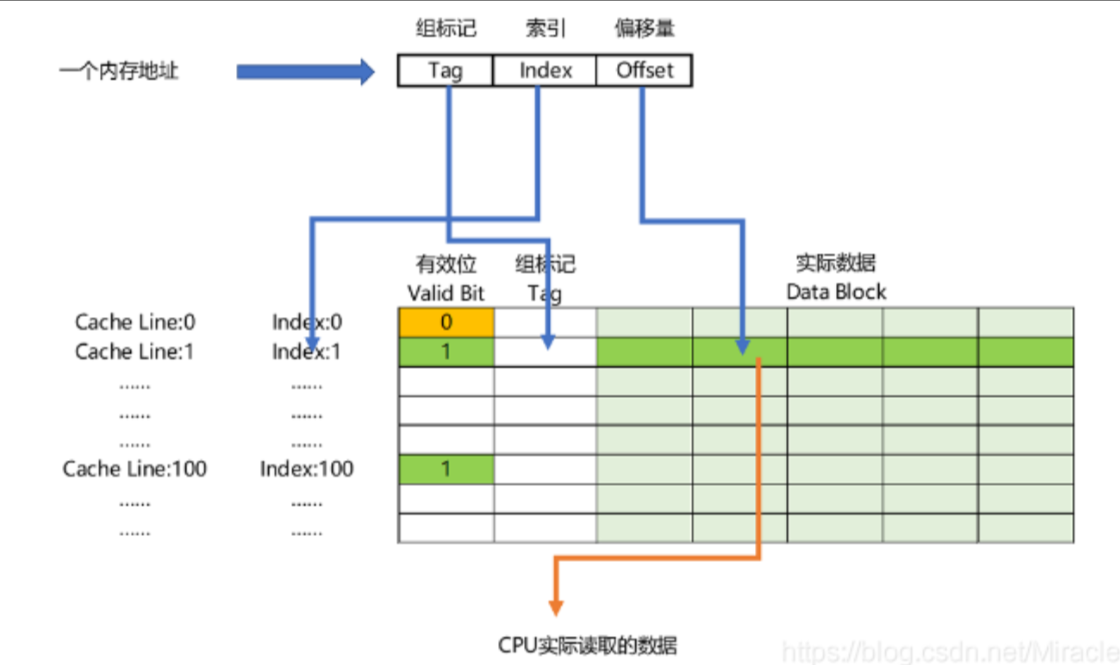 组标记 索引 偏移量
一个内存地址 Tag Index Offset
有效位 组标记 实际数据
Valid Bit Tag Data Block
Cache Line:0 Index:0 0
Cache Line:1 Index:1 1
...... ......
...... ......
...... ......
Cache Line:100 Index:100 1
...... ......
...... ......
CPU实际读取的数据
https://blog.csdn.net/Miracle